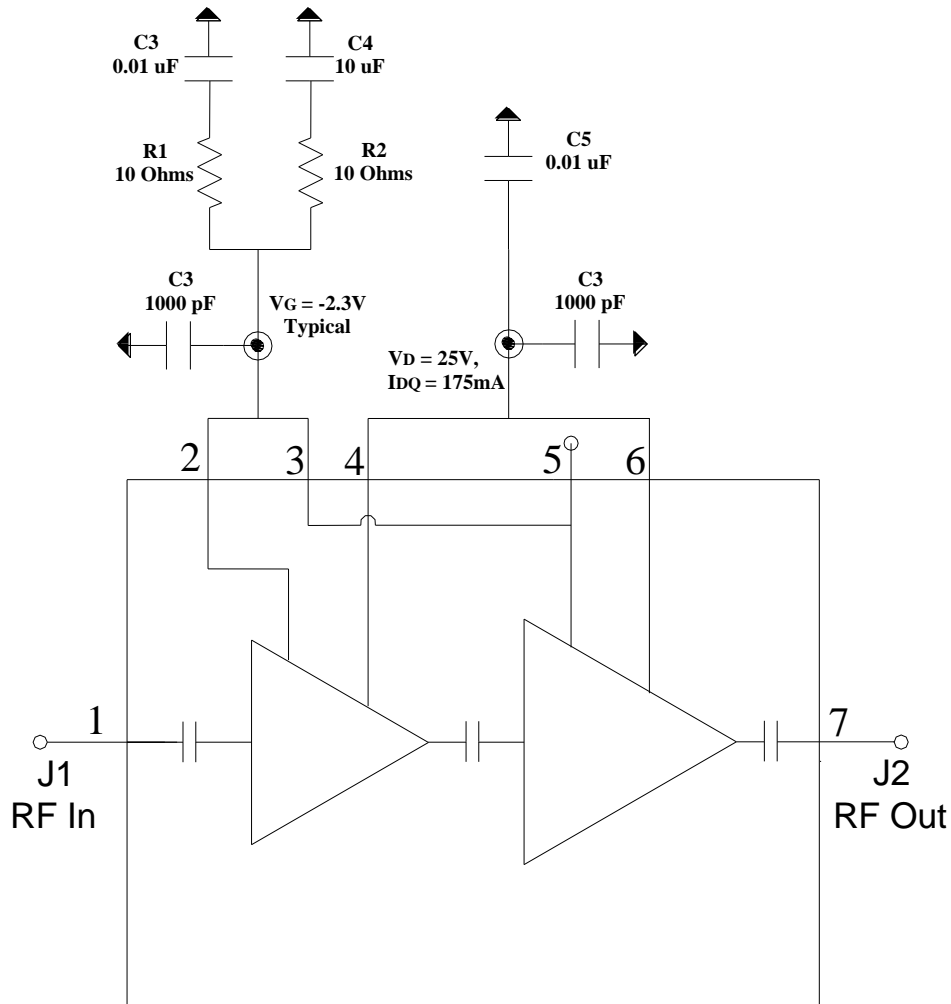 C3
0.01 uF
C4
10 uF
R1
10 Ohms
R2
10 Ohms
C5
0.01 uF
C3
1000 pF
VG = -2.3V
Typical
C3
1000 pF
VD = 25V,
IDQ = 175mA
2
3
4
5
6
1
7
J1
RF In
J2
RF Out